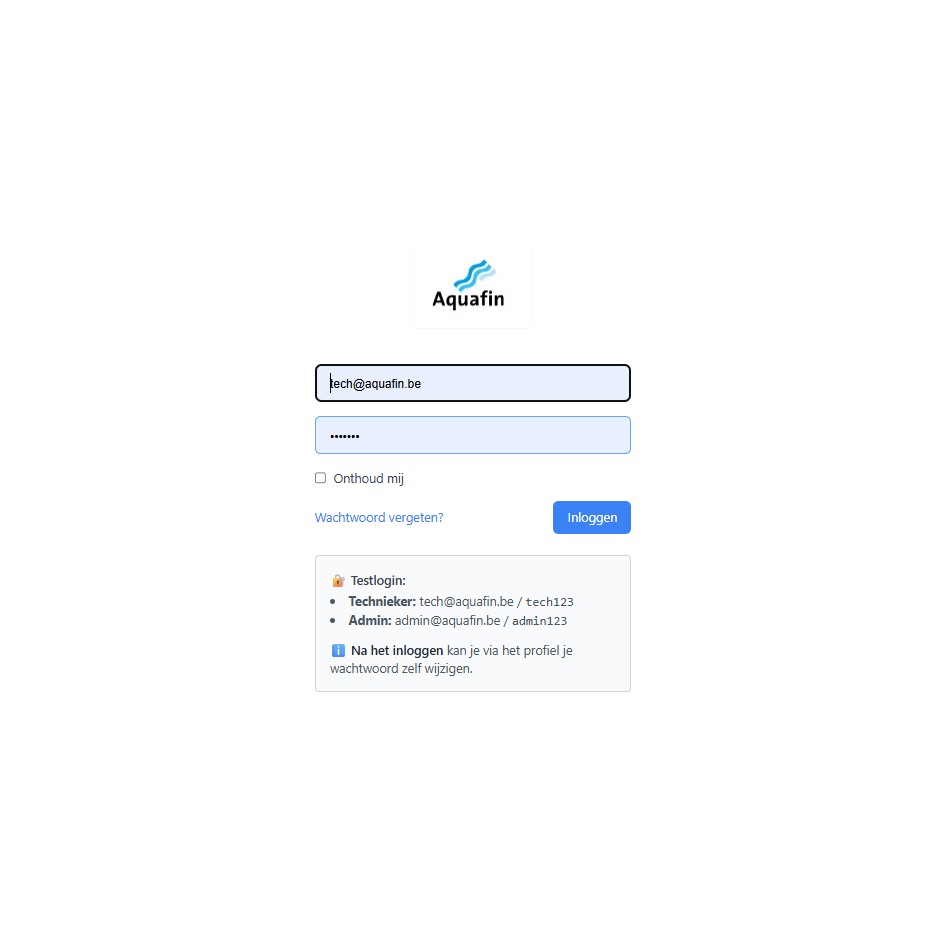 Aquafin
tech@aquafin.be
•••••••
Onthoud mij
Wachtwoord vergeten?
Inloggen
🔐 Testlogin:
• Technieker: tech@aquafin.be / tech123
• Admin: admin@aquafin.be / admin123
ℹ️ Na het inloggen kan je via het profiel je
wachtwoord zelf wijzigen.